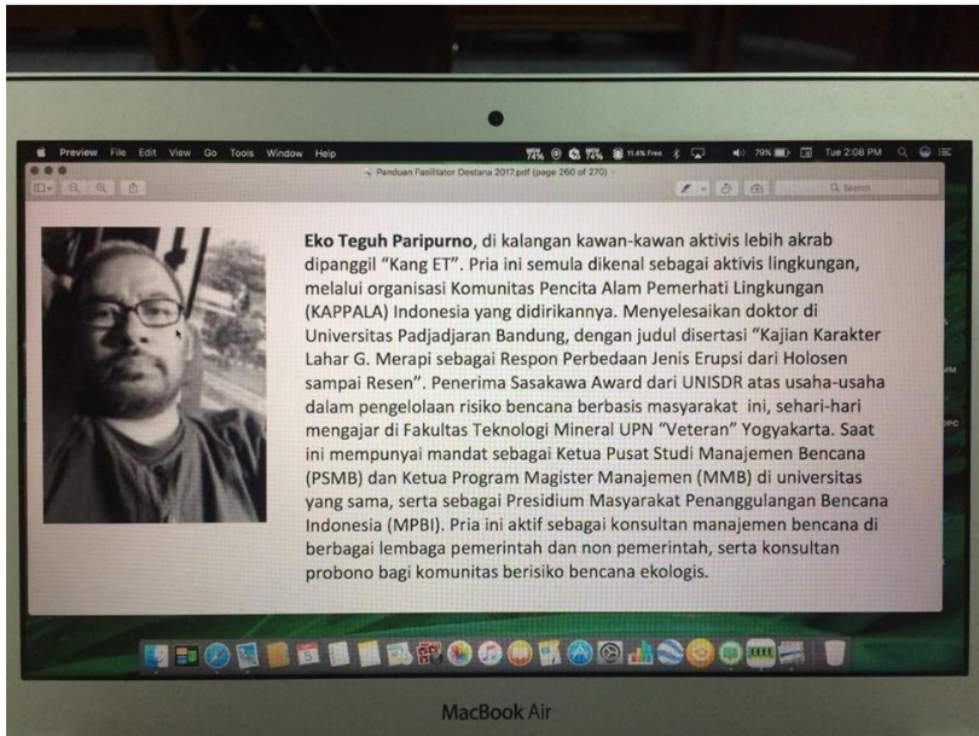 Preview File Edit View Go Tools Window Help
74% 11.4% Free 79% Tue 2:08 PM
Panduan Fasilitator Destana 2017.pdf (page 260 of 270)
Search
Eko Teguh Paripurno, di kalangan kawan-kawan aktivis lebih akrab
dipanggil “Kang ET”. Pria ini semula dikenal sebagai aktivis lingkungan,
melalui organisasi Komunitas Pencita Alam Pemerhati Lingkungan
(KAPPALA) Indonesia yang didirikannya. Menyelesaikan doktor di
Universitas Padjadjaran Bandung, dengan judul disertasi “Kajian Karakter
Lahar G. Merapi sebagai Respon Perbedaan Jenis Erupsi dari Holosen
sampai Resen”. Penerima Sasakawa Award dari UNISDR atas usaha-usaha
dalam pengelolaan risiko bencana berbasis masyarakat ini, sehari-hari
mengajar di Fakultas Teknologi Mineral UPN “Veteran” Yogyakarta. Saat
ini mempunyai mandat sebagai Ketua Pusat Studi Manajemen Bencana
(PSMB) dan Ketua Program Magister Manajemen (MMB) di universitas
yang sama, serta sebagai Presidium Masyarakat Penanggulangan Bencana
Indonesia (MPBI). Pria ini aktif sebagai konsultan manajemen bencana di
berbagai lembaga pemerintah dan non pemerintah, serta konsultan
probono bagi komunitas berisiko bencana ekologis.
5
MacBook Air